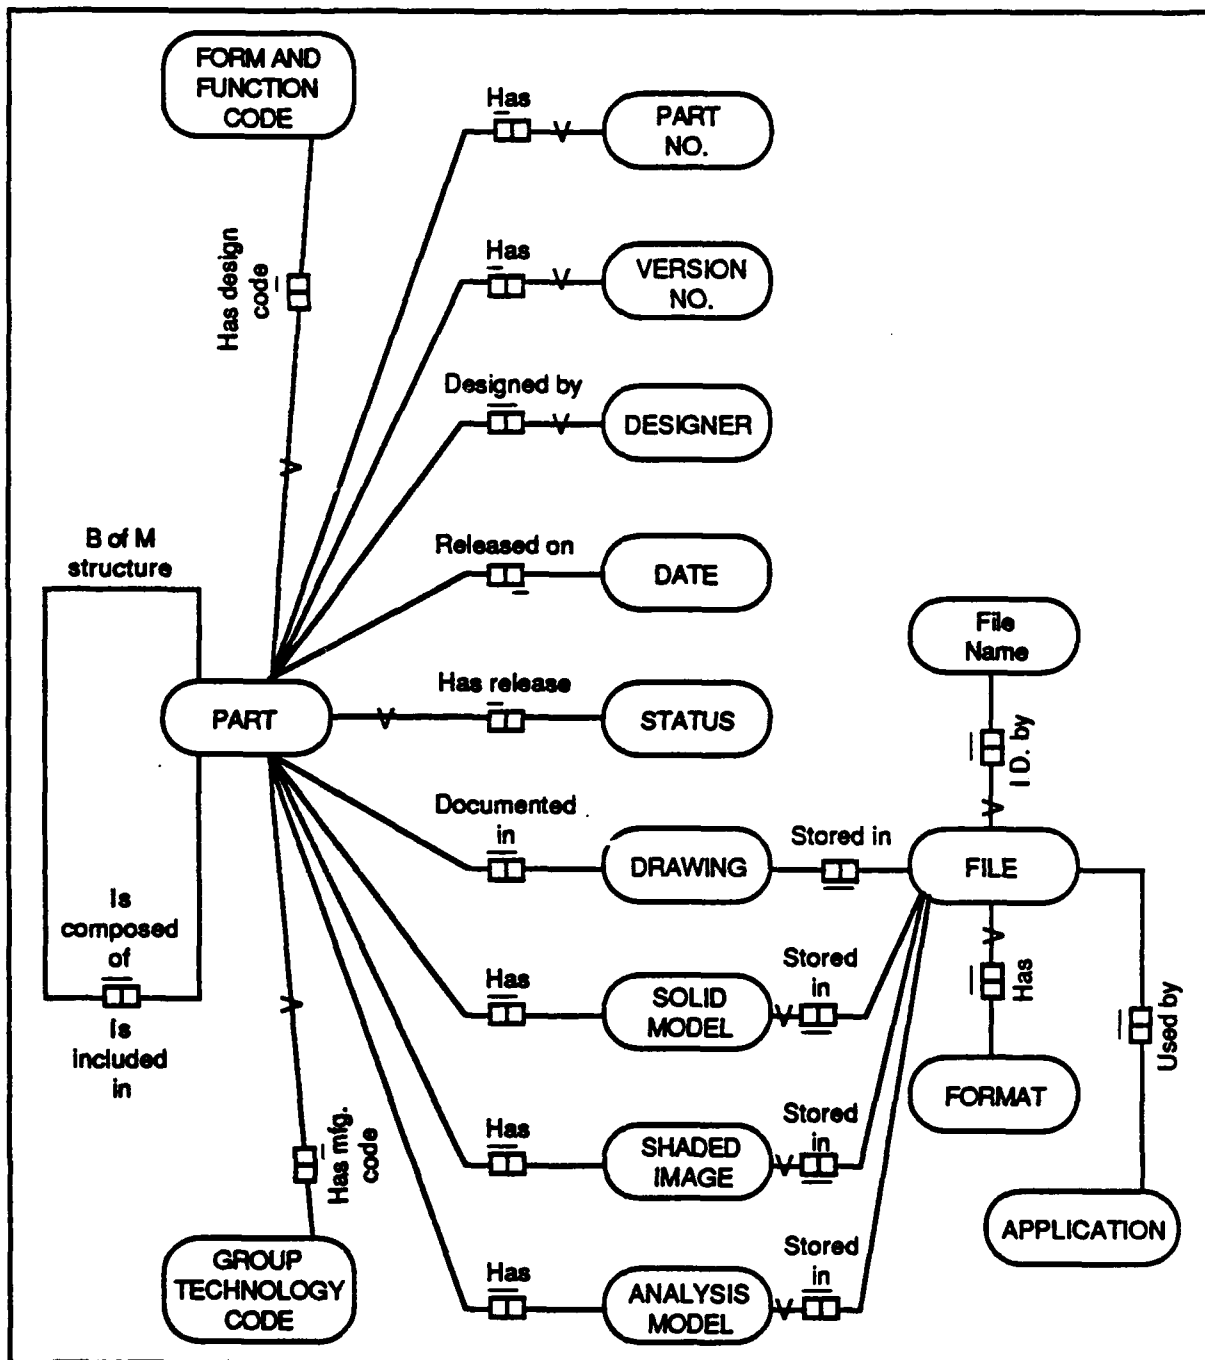 FORM AND
FUNCTION
CODE
Has
PART
NO.
Has design
code
Has
VERSION
NO.
Designed by
DESIGNER
B of M
structure
Released on
DATE
File
Name
PART
Has release
STATUS
I D. by
Documented
in
DRAWING
Stored in
FILE
Is
composed
of
Is
included
in
Has
SOLID
MODEL
Stored
in
Has
Used by
FORMAT
Has mfg.
code
Has
SHADED
IMAGE
Stored
in
APPLICATION
GROUP
TECHNOLOGY
CODE
Has
ANALYSIS
MODEL
Stored
in